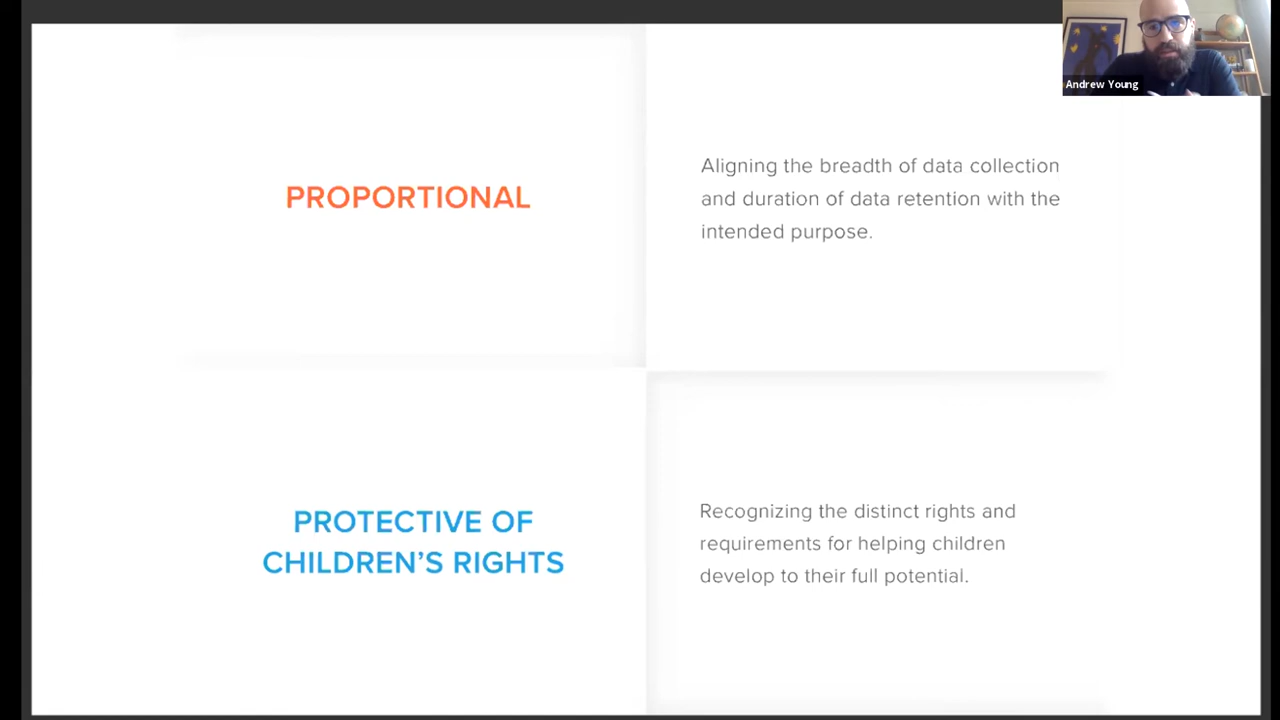 Andrew Young
PROPORTIONAL
Aligning the breadth of data collection
and duration of data retention with the
intended purpose.
PROTECTIVE OF
CHILDREN’S RIGHTS
Recognizing the distinct rights and
requirements for helping children
develop to their full potential.